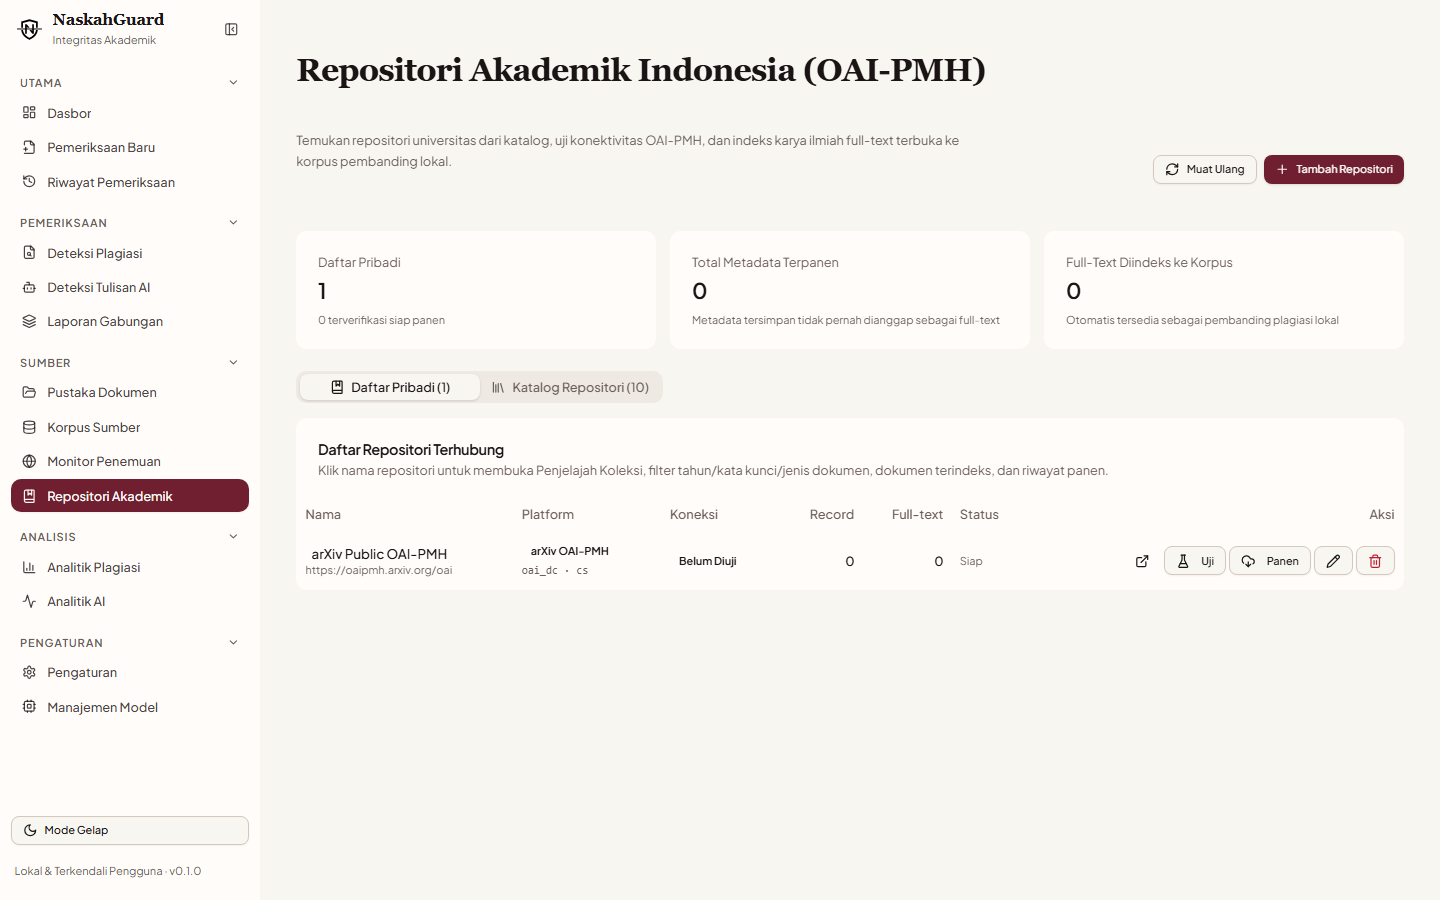 NaskahGuard
Integritas Akademik
UTAMA
Dasbor
Pemeriksaan Baru
Riwayat Pemeriksaan
PEMERIKSAAN
Deteksi Plagiasi
Deteksi Tulisan AI
Laporan Gabungan
SUMBER
Pustaka Dokumen
Korpus Sumber
Monitor Penemuan
Repositori Akademik
ANALISIS
Analitik Plagiasi
Analitik AI
PENGATURAN
Pengaturan
Manajemen Model
Mode Gelap
Lokal & Terkendali Pengguna · v0.1.0
Repositori Akademik Indonesia (OAI-PMH)
Temukan repositori universitas dari katalog, uji konektivitas OAI-PMH, dan indeks karya ilmiah full-text terbuka ke
korpus pembanding lokal.
Muat Ulang
Tambah Repositori
Daftar Pribadi
1
0 terverifikasi siap panen
Total Metadata Terpanen
0
Metadata tersimpan tidak pernah dianggap sebagai full-text
Full-Text Diindeks ke Korpus
0
Otomatis tersedia sebagai pembanding plagiasi lokal
Daftar Pribadi (1)
Katalog Repositori (10)
Daftar Repositori Terhubung
Klik nama repositori untuk membuka Penjelajah Koleksi, filter tahun/kata kunci/jenis dokumen, dokumen terindeks, dan riwayat panen.
Nama Platform Koneksi Record Full-text Status Aksi
arXiv Public OAI-PMH
https://oaipmh.arxiv.org/oai
arXiv OAI-PMH
oai_dc · cs
Belum Diuji
0
0
Siap
Uji
Panen